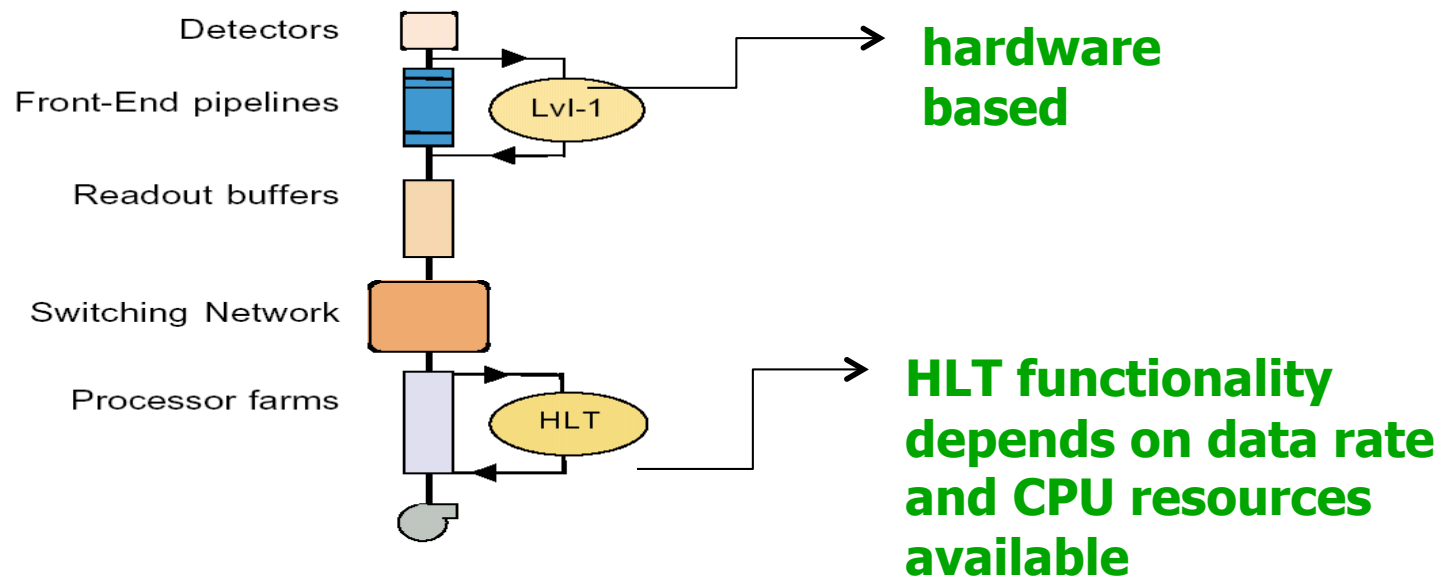 Detectors
Front-End pipelines
Lvl-1
hardware
based
Readout buffers
Switching Network
Processor farms
HLT
HLT functionality
depends on data rate
and CPU resources
available